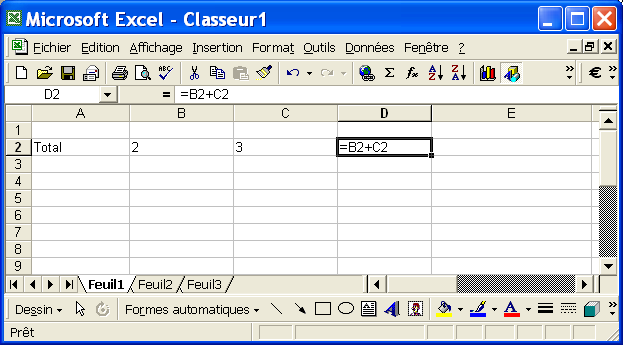 Microsoft Excel - Classeur1
Fichier Edition Affichage Insertion Format Outils Données Fenêtre ?
D2 = =B2+C2
A B C D E
1
2 Total 2 3 =B2+C2
3
4
5
6
7
8
9
Feuil1 Feuil2 Feuil3
Dessin Formes automatiques
Prêt